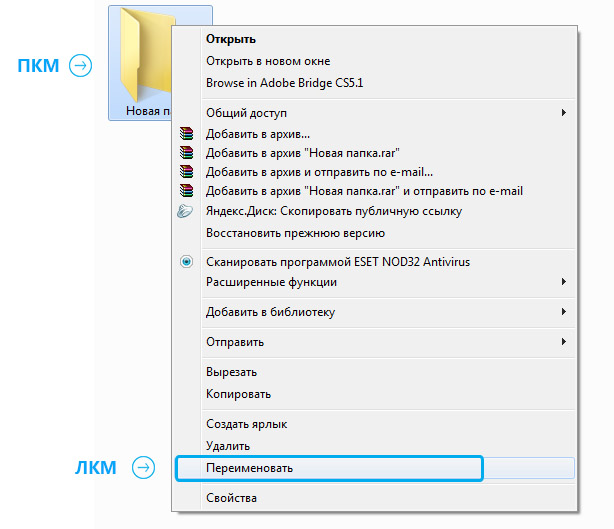 ПКМ
Новая п
Открыть
Открыть в новом окне
Browse in Adobe Bridge CS5.1
Общий доступ
Добавить в архив...
Добавить в архив "Новая папка.rar"
Добавить в архив и отправить по e-mail...
Добавить в архив "Новая папка.rar" и отправить по e-mail
Яндекс.Диск: Скопировать публичную ссылку
Восстановить прежнюю версию
Сканировать программой ESET NOD32 Antivirus
Расширенные функции
Добавить в библиотеку
Отправить
Вырезать
Копировать
Создать ярлык
Удалить
ЛКМ
Переименовать
Свойства